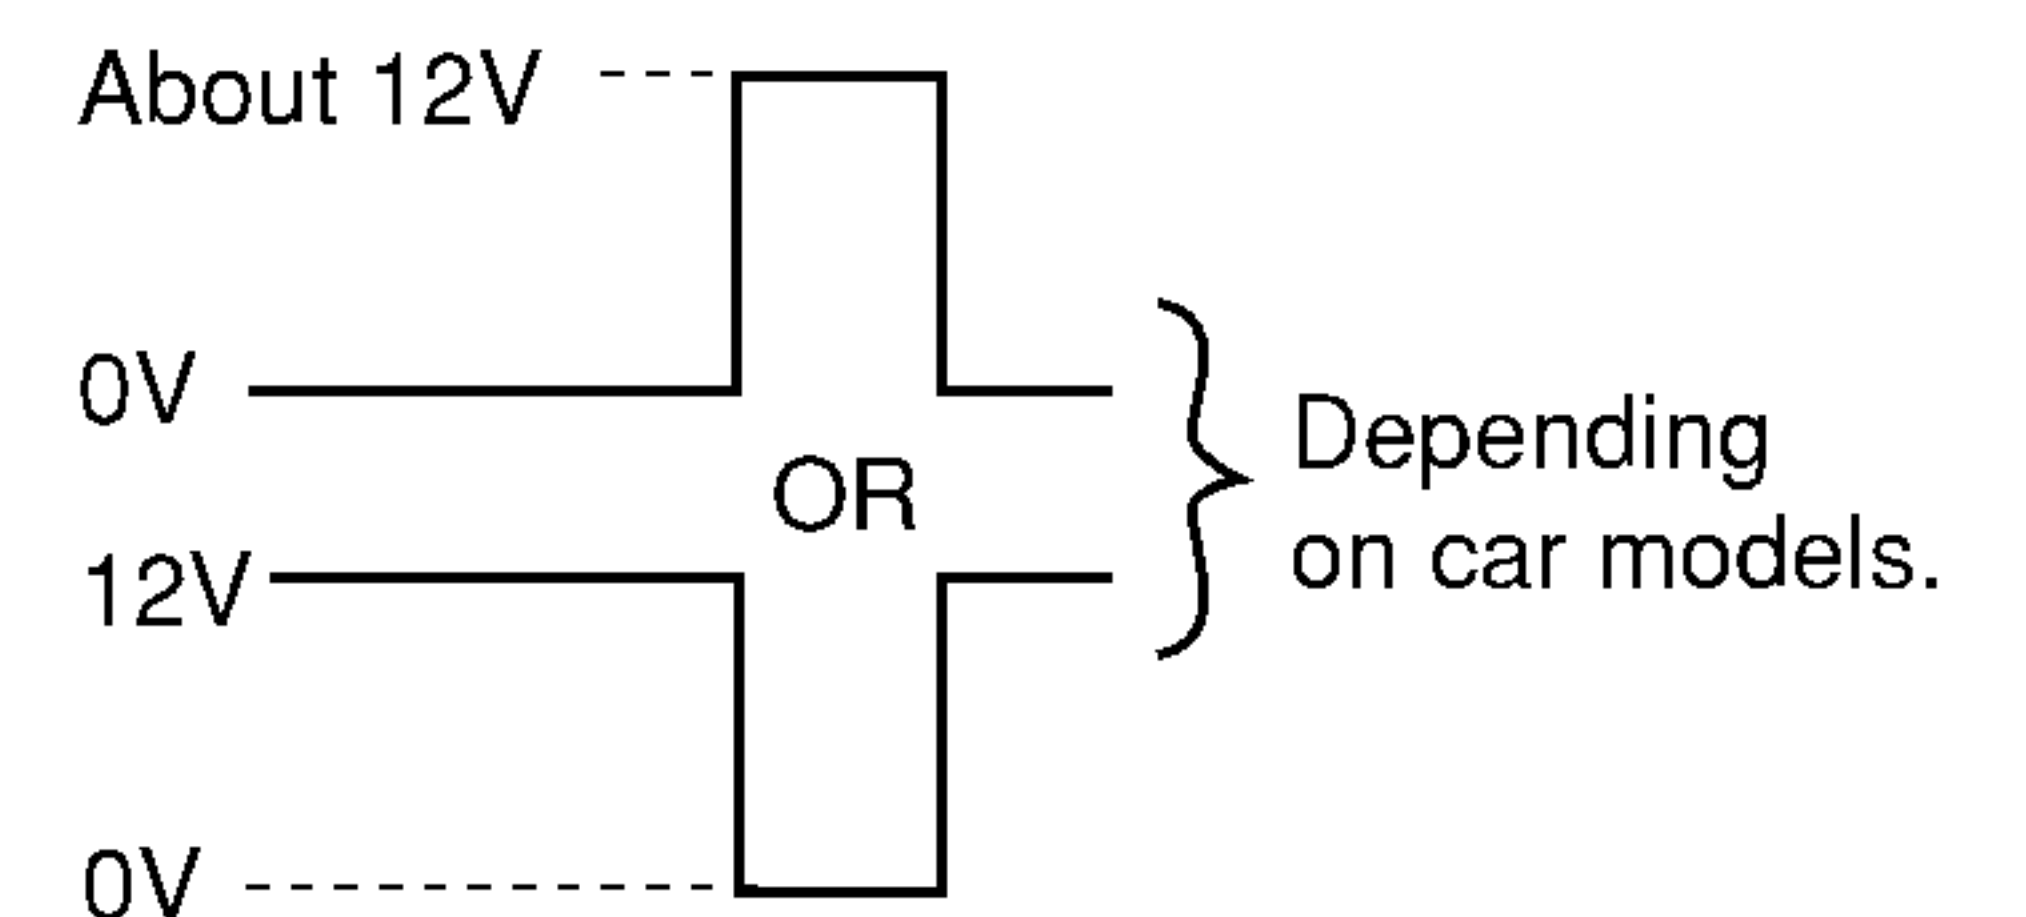 About 12V
0V
OR
12V
Depending
on car models.
0V